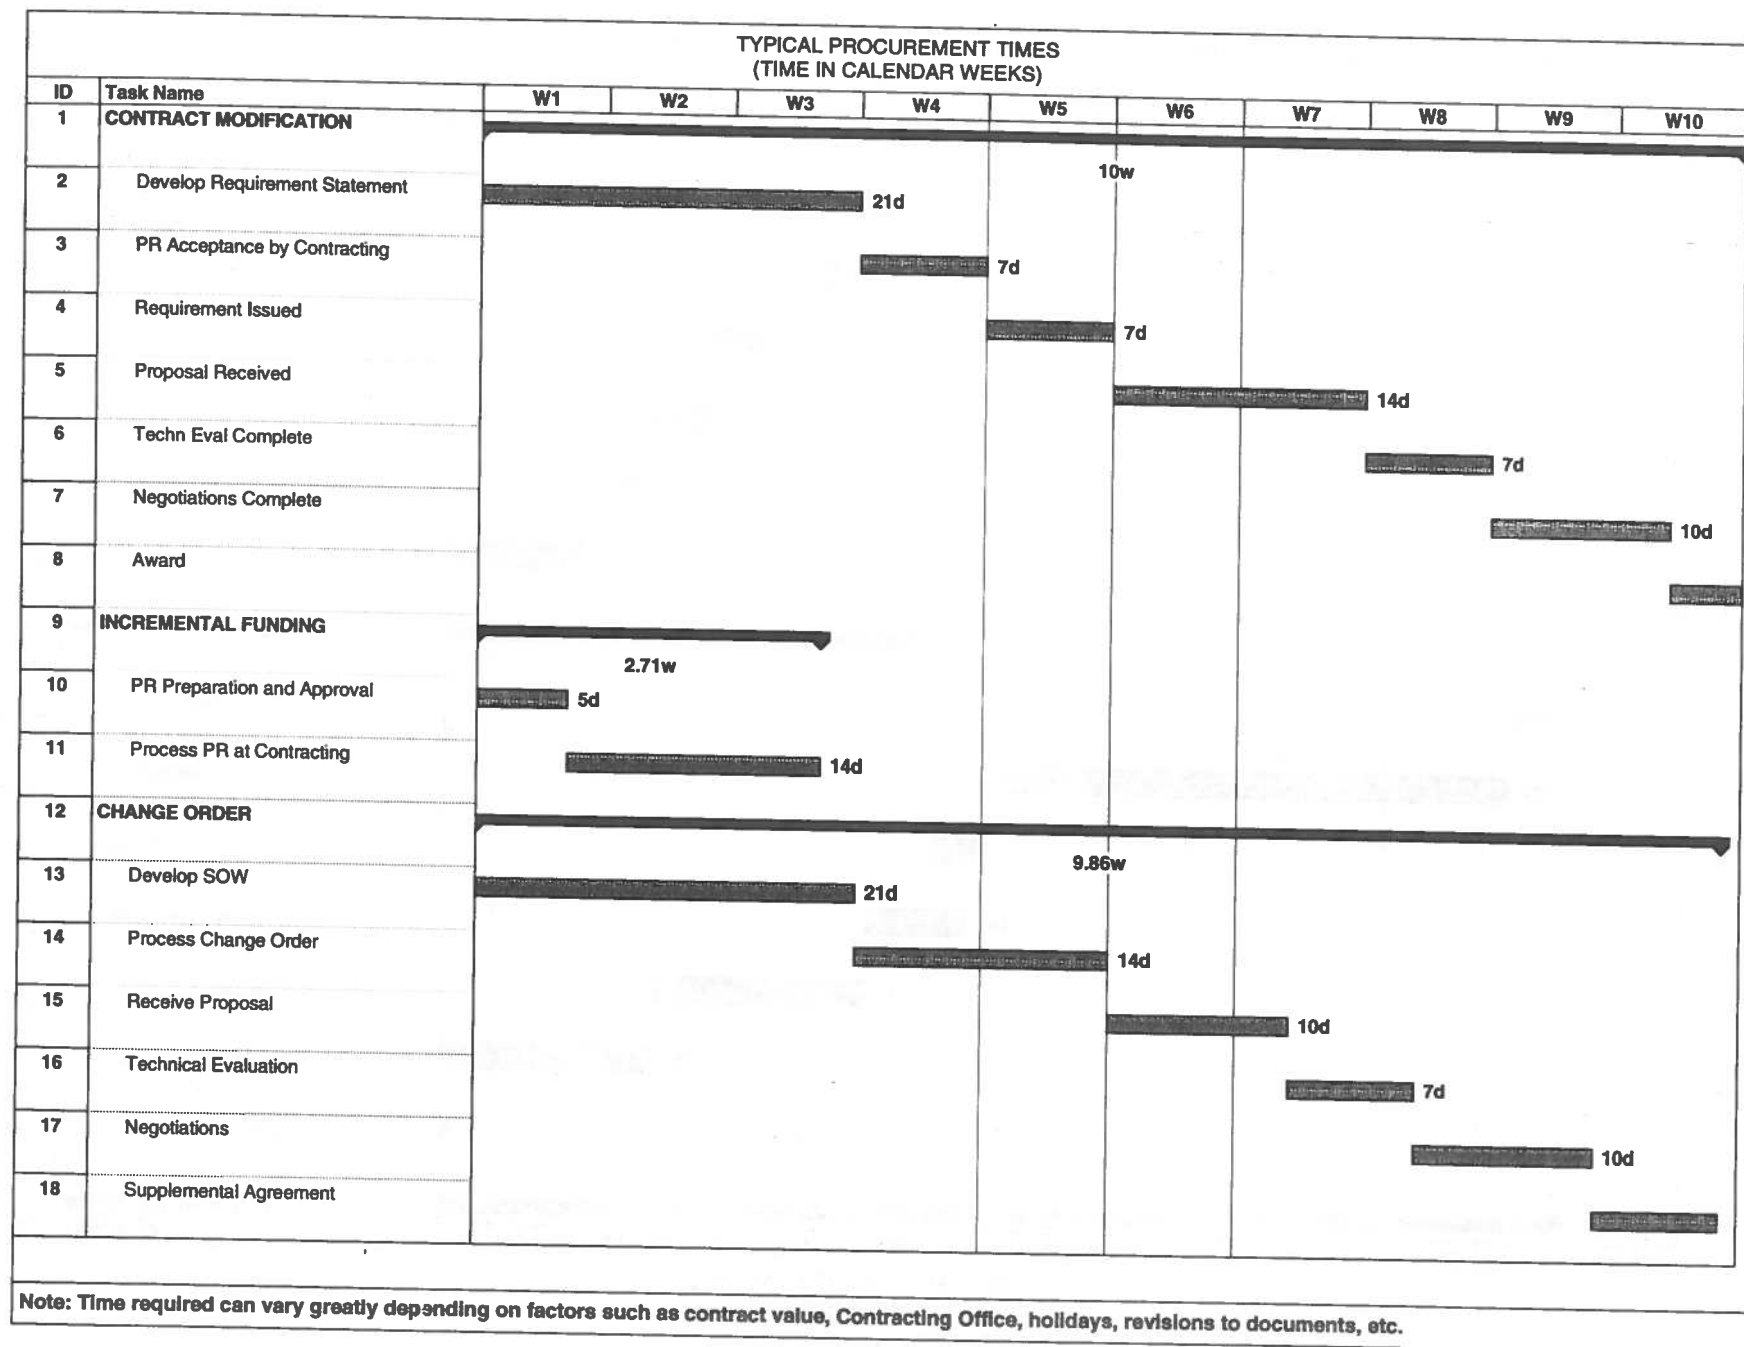 TYPICAL PROCUREMENT TIMES
(TIME IN CALENDAR WEEKS)
ID Task Name W1 W2 W3 W4 W5 W6 W7 W8 W9 W10
1 CONTRACT MODIFICATION
10w
2 Develop Requirement Statement 21d
3 PR Acceptance by Contracting 7d
4 Requirement Issued 7d
5 Proposal Received 14d
6 Techn Eval Complete 7d
7 Negotiations Complete 10d
8 Award
9 INCREMENTAL FUNDING
2.71w
10 PR Preparation and Approval 5d
11 Process PR at Contracting 14d
12 CHANGE ORDER
9.86w
13 Develop SOW 21d
14 Process Change Order 14d
15 Receive Proposal 10d
16 Technical Evaluation 7d
17 Negotiations 10d
18 Supplemental Agreement
Note: Time required can vary greatly depending on factors such as contract value, Contracting Office, holidays, revisions to documents, etc.